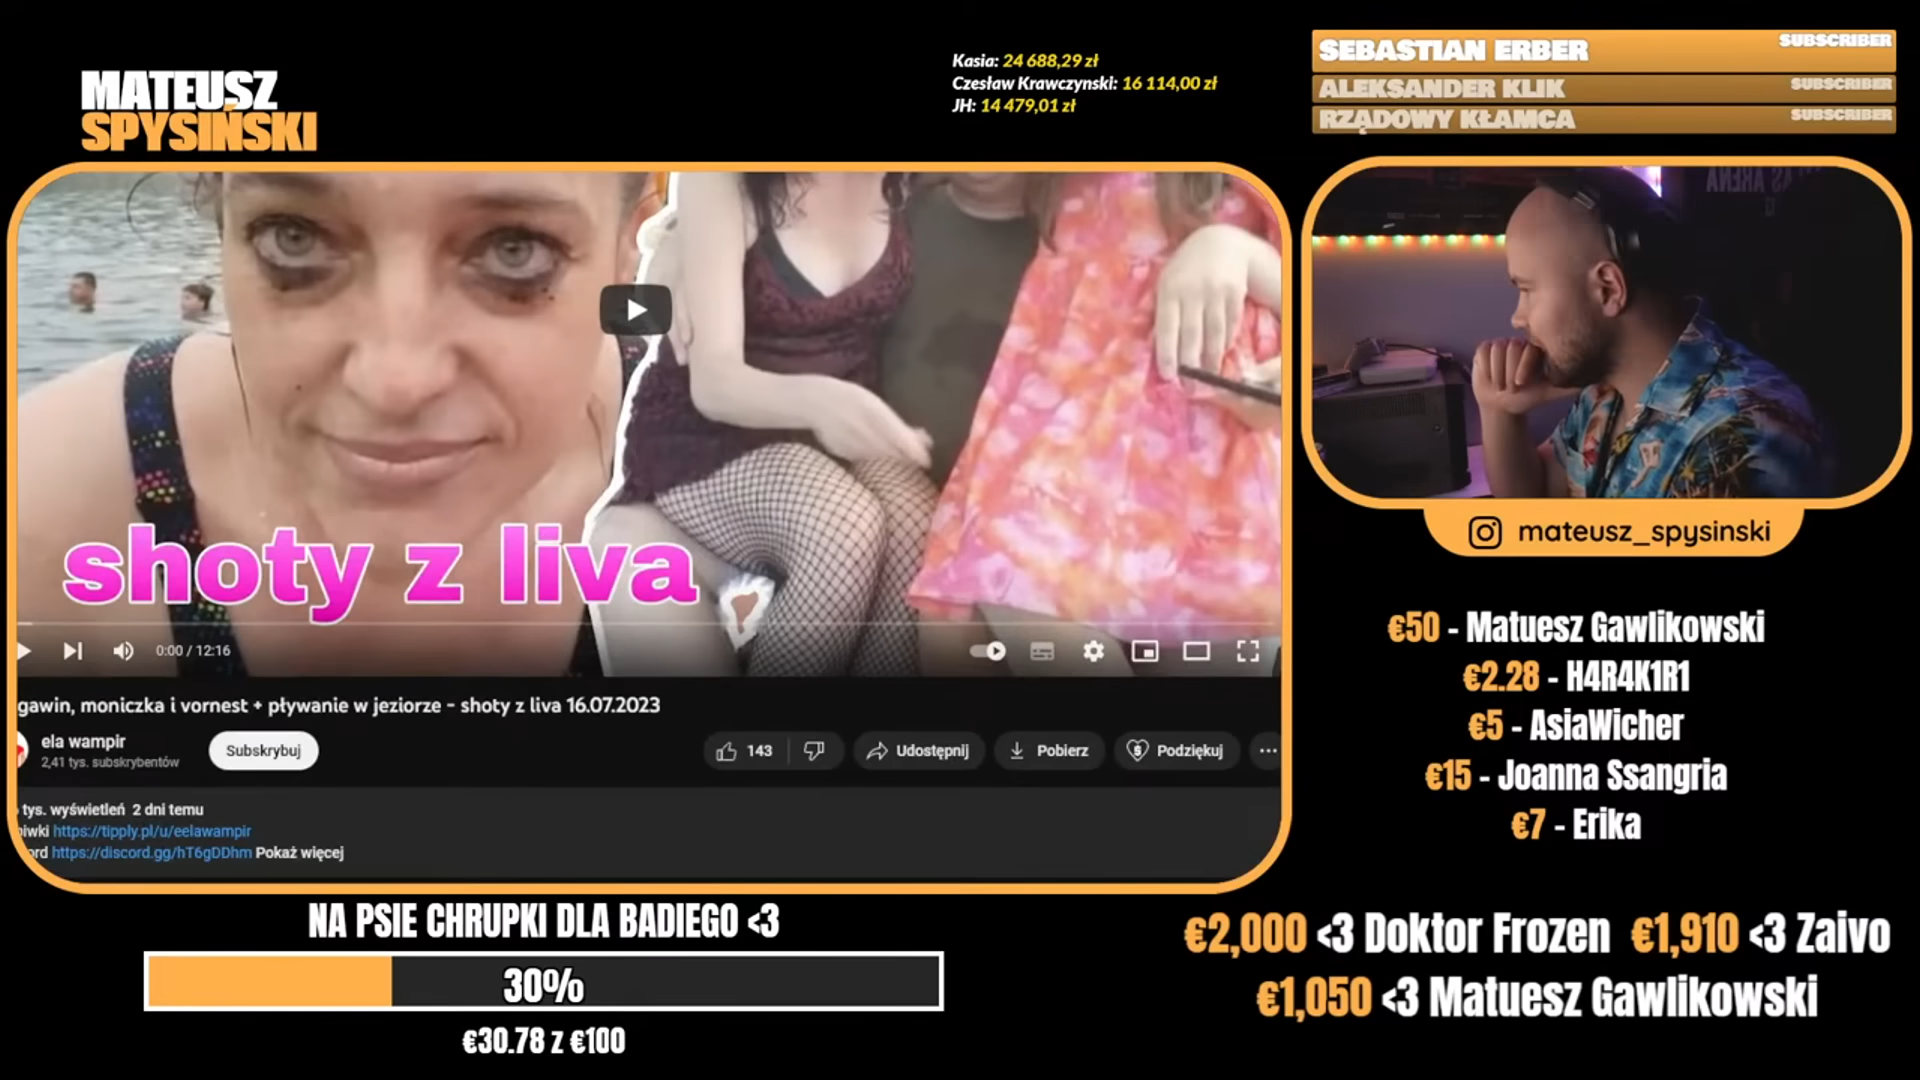 MATEUSZ
SPYSIŃSKI
Kasia: 24 688,29 zł
Czesław Krawczynski: 16 114,00 zł
JH: 14 479,01 zł
SEBASTIAN ERBER SUBSCRIBER
ALEKSANDER KLIK SUBSCRIBER
RZĄDOWY KŁAMCA SUBSCRIBER
shoty z liva
0:00 / 12:16
gawin, moniczka i vornest + pływanie w jeziorze - shoty z liva 16.07.2023
ela wampir
2,41 tys. subskrybentów
Subskrybuj
143
Udostępnij
Pobierz
Podziękuj
tys. wyświetleń 2 dni temu
https://tipply.pl/u/eelawampir
https://discord.gg/hT6gDDhm Pokaż więcej
mateusz_spysinski
€50 - Matuesz Gawlikowski
€2.28 - H4R4K1R1
€5 - AsiaWicher
€15 - Joanna Ssangria
€7 - Erika
NA PSIE CHRUPKI DLA BADIEGO <3
30%
€30.78 z €100
€2,000 <3 Doktor Frozen €1,910 <3 Zaivo
€1,050 <3 Matuesz Gawlikowski